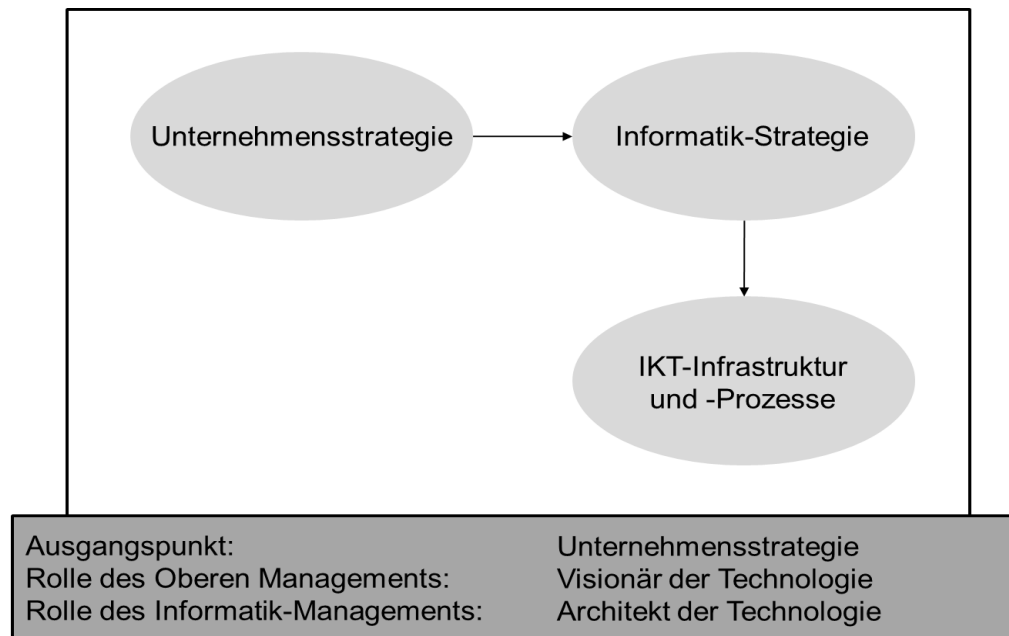 Unternehmensstrategie
Informatik-Strategie
IKT-Infrastruktur
und -Prozesse
Ausgangspunkt: Unternehmensstrategie
Rolle des Oberen Managements: Visionär der Technologie
Rolle des Informatik-Managements: Architekt der Technologie